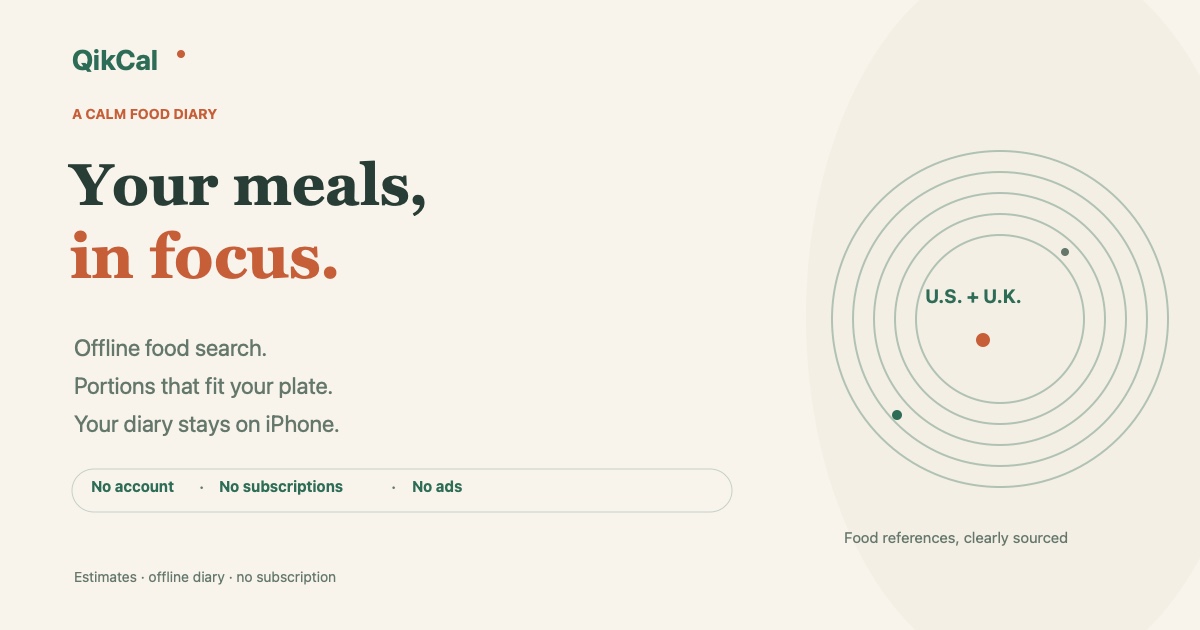 QikCal
A CALM FOOD DIARY
Your meals,
in focus.
Offline food search.
Portions that fit your plate.
Your diary stays on iPhone.
No account · No subscriptions · No ads
Estimates · offline diary · no subscription
U.S. + U.K.
Food references, clearly sourced